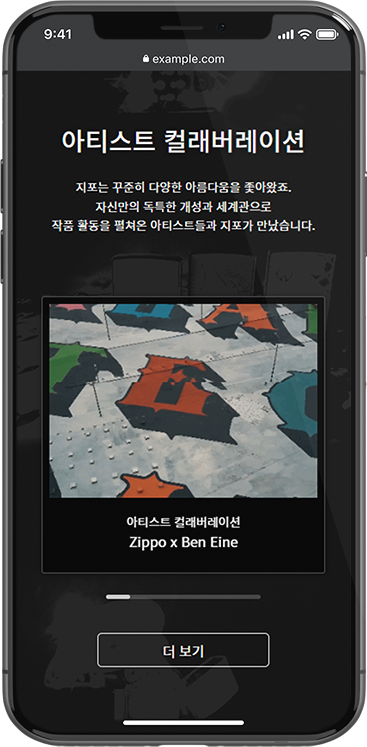 9:41
example.com
아티스트 컬래버레이션
지포는 꾸준히 다양한 아름다움을 좇아왔죠.
자신만의 독특한 개성과 세계관으로
작품 활동을 펼쳐온 아티스트들과 지포가 만났습니다.
아티스트 컬래버레이션
Zippo x Ben Eine
더 보기